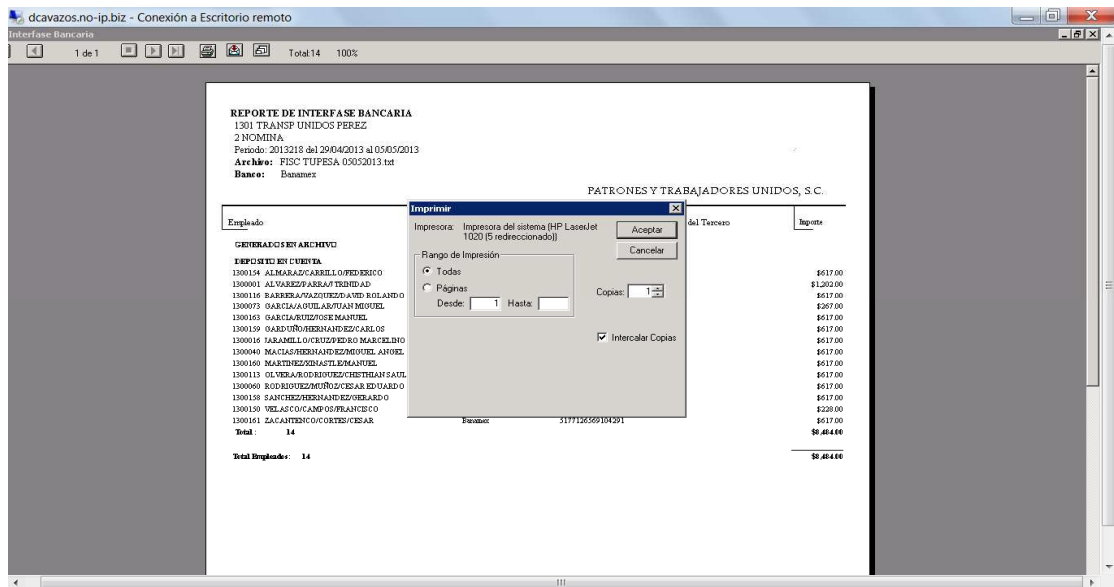 dcavazos.no-ip.biz - Conexión a Escritorio remoto
Interfase Bancaria
1 de 1 Total:14 100%
REPORTE DE INTERFASE BANCARIA
1301 TRANSP UNIDOS PEREZ
2 NOMINA
Periodo: 2013218 del 29/04/2013 al 05/05/2013
Archivo: FISC TUPESA 05052013.txt
Banco: Banamex
PATRONES Y TRABAJADORES UNIDOS, S.C.
Empleado del Tercero Importe
GENERADOS EN ARCHIVO
DEPOSITO EN CUENTA
1300154 ALMARAZ/CARRILLO/FEDERICO $617.00
1300001 ALVAREZ/PARRA/J TRINIDAD $1,202.00
1300116 BARRERA/VAZQUEZ/DAVID ROLANDO $617.00
1300073 GARCIA/AGUILAR/JUAN MIGUEL $267.00
1300163 GARCIA/RUIZ/JOSE MANUEL $617.00
1300159 GARDUÑO/HERNANDEZ/CARLOS $617.00
1300016 JARAMILLO/CRUZ/PEDRO MARCELINO $617.00
1300040 MACIAS/HERNANDEZ/MIGUEL ANGEL $617.00
1300160 MARTINEZ/XINASTLE/MANUEL $617.00
1300113 OLVERA/RODRIGUEZ/CHISTHIAN SAUL $617.00
1300060 RODRIGUEZ/MUÑOZ/CESAR EDUARDO $617.00
1300158 SANCHEZ/HERNANDEZ/GERARDO $617.00
1300150 VELASCO/CAMPOS/FRANCISCO $228.00
1300161 ZACANTENCO/CORTES/CESAR Banamex 5177126569104291 $617.00
Total : 14 $8,484.00
Total Empleados: 14 $8,484.00
Imprimir
Impresora: Impresora del sistema (HP LaserJet
1020 (5 redireccionado))
Aceptar
Cancelar
Rango de Impresión
Todas
Páginas
Desde: 1 Hasta:
Copias: 1
Intercalar Copias